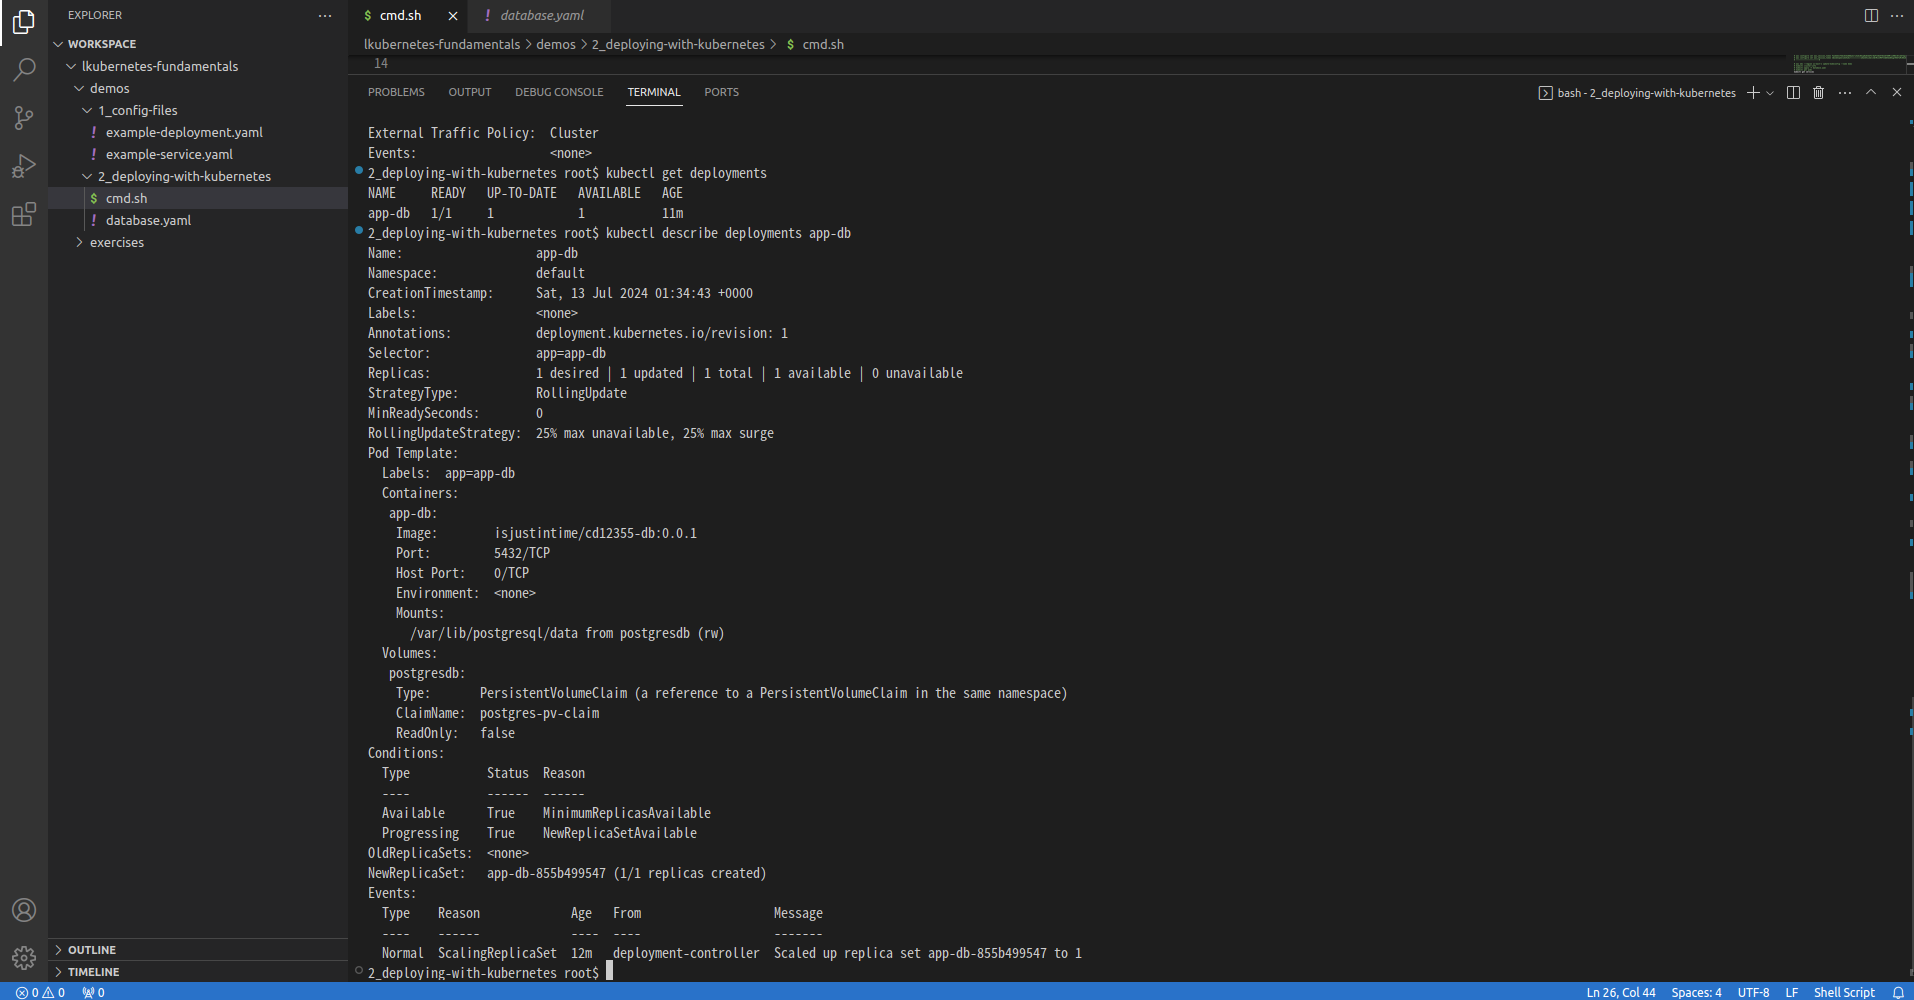 EXPLORER
WORKSPACE
lkubernetes-fundamentals
demos
1_config-files
! example-deployment.yaml
! example-service.yaml
2_deploying-with-kubernetes
$ cmd.sh
! database.yaml
exercises
OUTLINE
TIMELINE
$ cmd.sh
! database.yaml
lkubernetes-fundamentals > demos > 2_deploying-with-kubernetes > $ cmd.sh
14
PROBLEMS OUTPUT DEBUG CONSOLE TERMINAL PORTS
bash - 2_deploying-with-kubernetes
External Traffic Policy:  Cluster
Events:                   <none>
2_deploying-with-kubernetes root$ kubectl get deployments
NAME     READY   UP-TO-DATE   AVAILABLE   AGE
app-db   1/1     1            1           11m
2_deploying-with-kubernetes root$ kubectl describe deployments app-db
Name:                   app-db
Namespace:              default
CreationTimestamp:      Sat, 13 Jul 2024 01:34:43 +0000
Labels:                 <none>
Annotations:            deployment.kubernetes.io/revision: 1
Selector:               app=app-db
Replicas:               1 desired | 1 updated | 1 total | 1 available | 0 unavailable
StrategyType:           RollingUpdate
MinReadySeconds:        0
RollingUpdateStrategy:  25% max unavailable, 25% max surge
Pod Template:
  Labels:  app=app-db
  Containers:
   app-db:
    Image:        isjustintime/cd12355-db:0.0.1
    Port:         5432/TCP
    Host Port:    0/TCP
    Environment:  <none>
    Mounts:
      /var/lib/postgresql/data from postgresdb (rw)
  Volumes:
   postgresdb:
    Type:       PersistentVolumeClaim (a reference to a PersistentVolumeClaim in the same namespace)
    ClaimName:  postgres-pv-claim
    ReadOnly:   false
Conditions:
  Type           Status  Reason
  ----           ------  ------
  Available      True    MinimumReplicasAvailable
  Progressing    True    NewReplicaSetAvailable
OldReplicaSets:  <none>
NewReplicaSet:   app-db-855b499547 (1/1 replicas created)
Events:
  Type    Reason             Age   From                   Message
  ----    ------             ----  ----                   -------
  Normal  ScalingReplicaSet  12m   deployment-controller  Scaled up replica set app-db-855b499547 to 1
2_deploying-with-kubernetes root$
0 0 0
Ln 26, Col 44 Spaces: 4 UTF-8 LF Shell Script